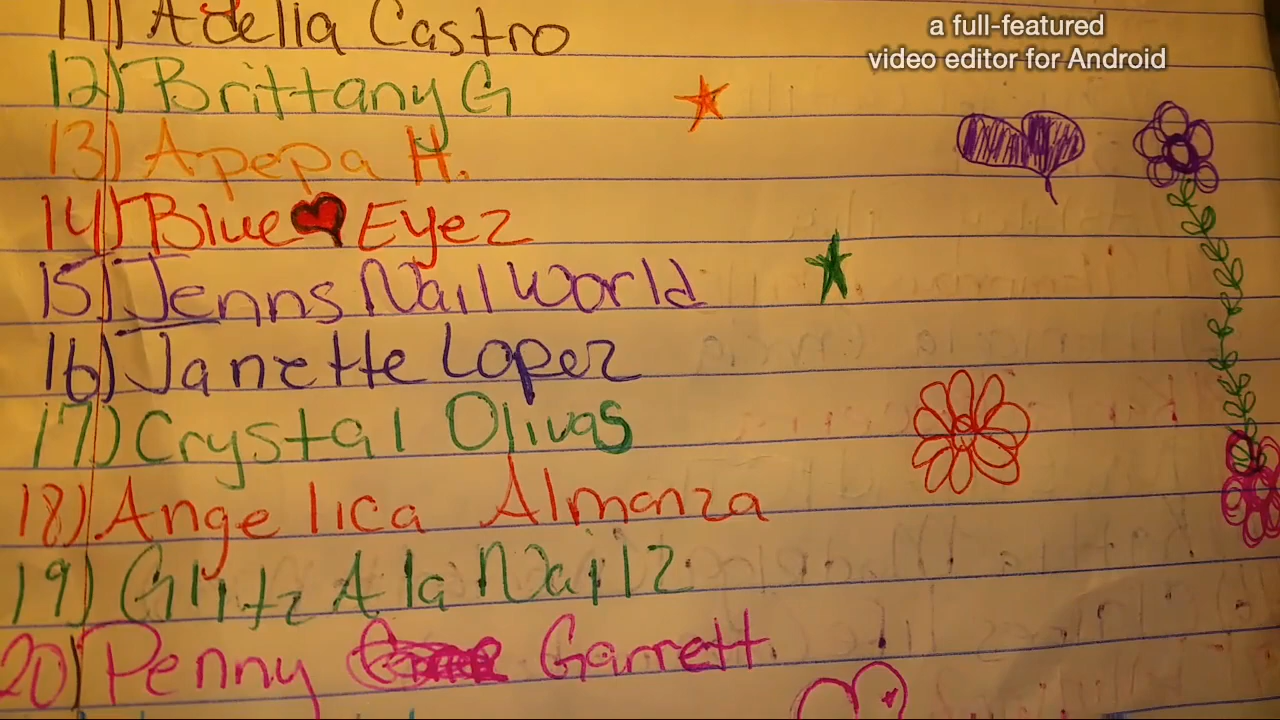 a full-featured
video editor for Android
11) Adelia Castro
12) Brittany G
13) Apepa H.
14) Blue Eyez
15) Jenns Nail World
16) Janette Lopez
17) Crystal Olivas
18) Angelica Almanza
19) Glitz A la Nailz
20) Penny Garrett